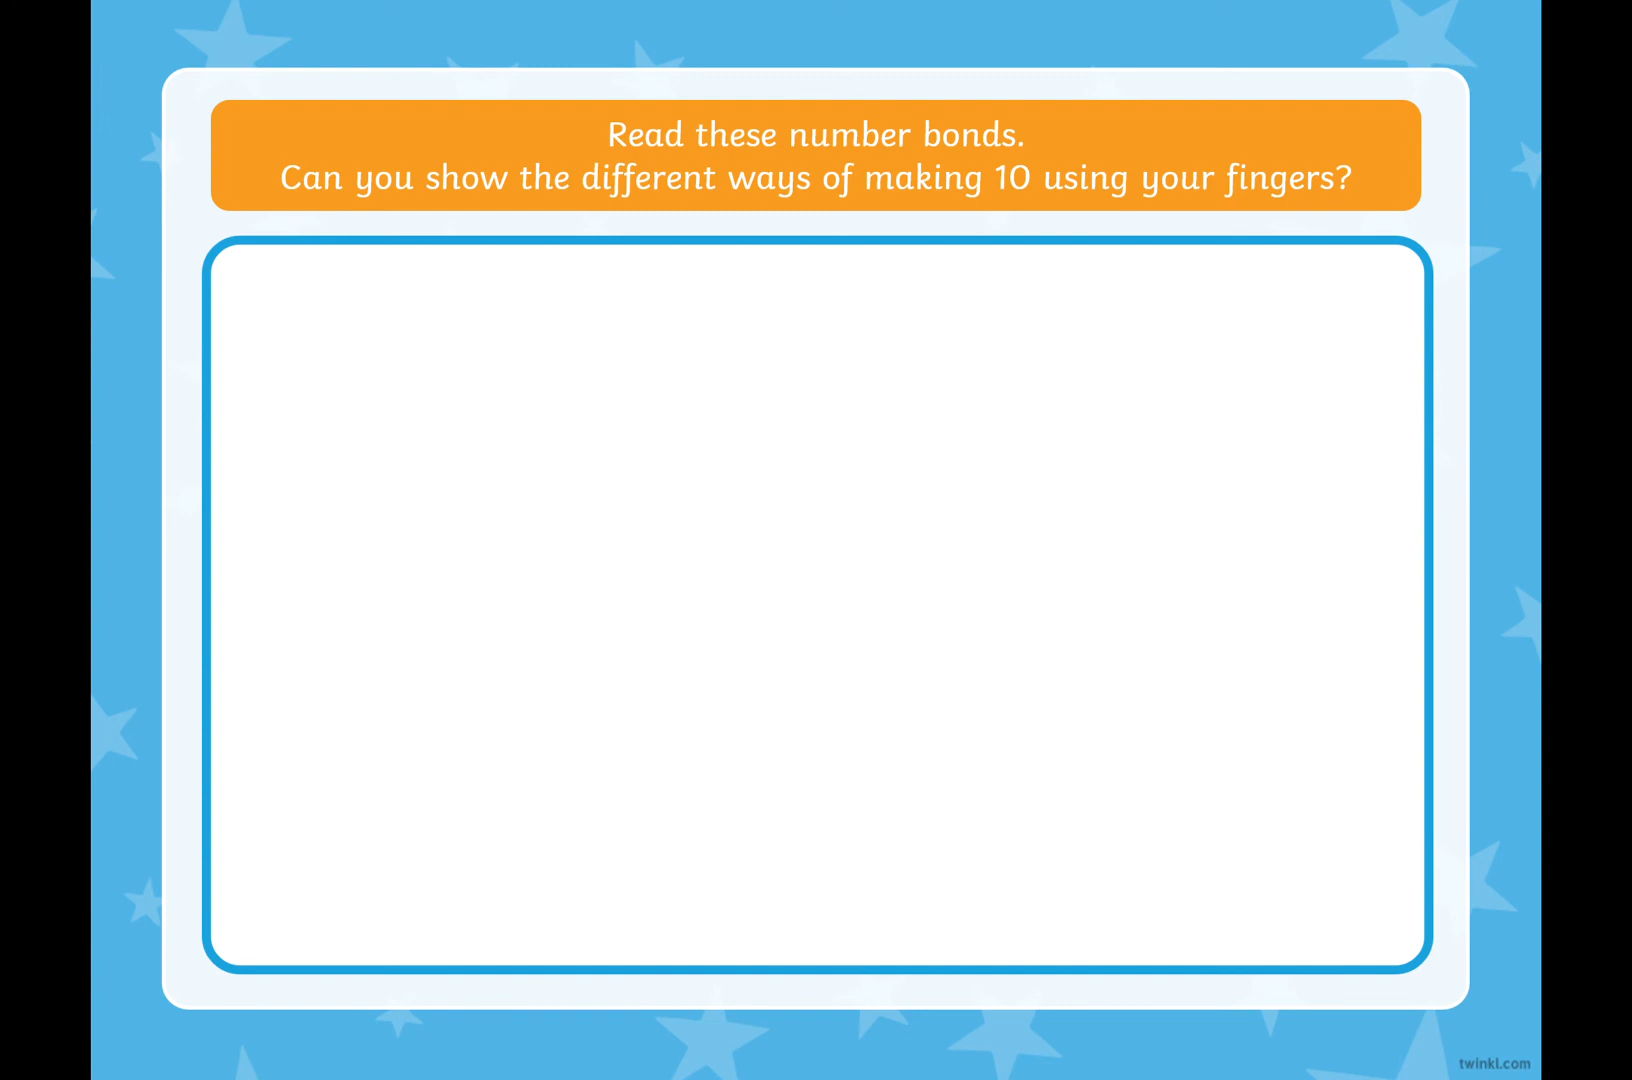 Read these number bonds.
Can you show the different ways of making 10 using your fingers?
twinkl.com